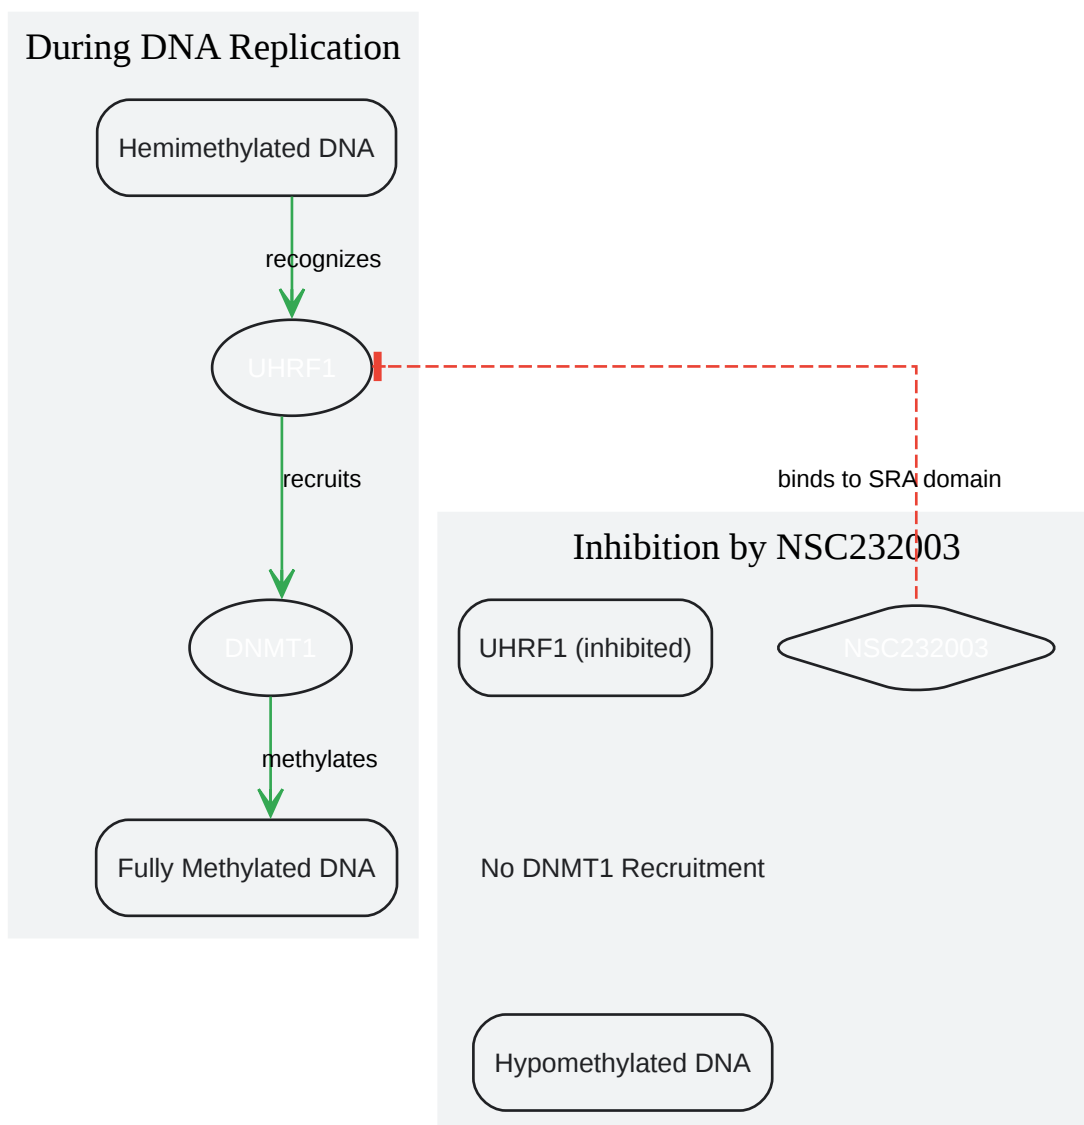 During DNA Replication
Hemimethylated DNA
recognizes
UHRF1
recruits
DNMT1
methylates
Fully Methylated DNA
binds to SRA domain
Inhibition by NSC232003
UHRF1 (inhibited)
NSC232003
No DNMT1 Recruitment
Hypomethylated DNA